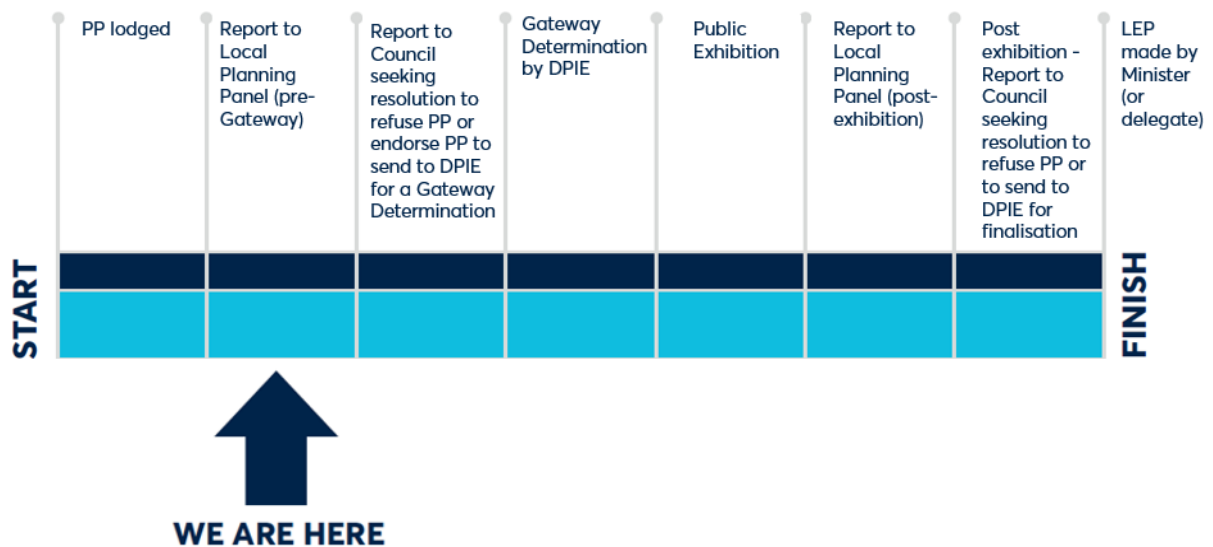 PP lodged
Report to
Local
Planning
Panel (pre-
Gateway)
Report to
Council
seeking
resolution to
refuse PP or
endorse PP to
send to DPIE
for a Gateway
Determination
Gateway
Determination
by DPIE
Public
Exhibition
Report to
Local
Planning
Panel (post-
exhibition)
Post
exhibition -
Report to
Council
seeking
resolution to
refuse PP or
to send to
DPIE for
finalisation
LEP
made by
Minister
(or
delegate)
START
FINISH
WE ARE HERE